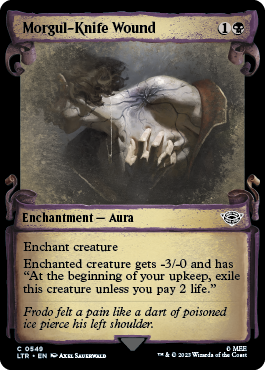 Morgul-Knife Wound 1
Enchantment — Aura
Enchant creature
Enchanted creature gets -3/-0 and has
“At the beginning of your upkeep, exile
this creature unless you pay 2 life.”
Frodo felt a pain like a dart of poisoned
ice pierce his left shoulder.
C 0549
LTR • EN AXEL SAUERWALD
© MEE
™ & © 2023 Wizards of the Coast